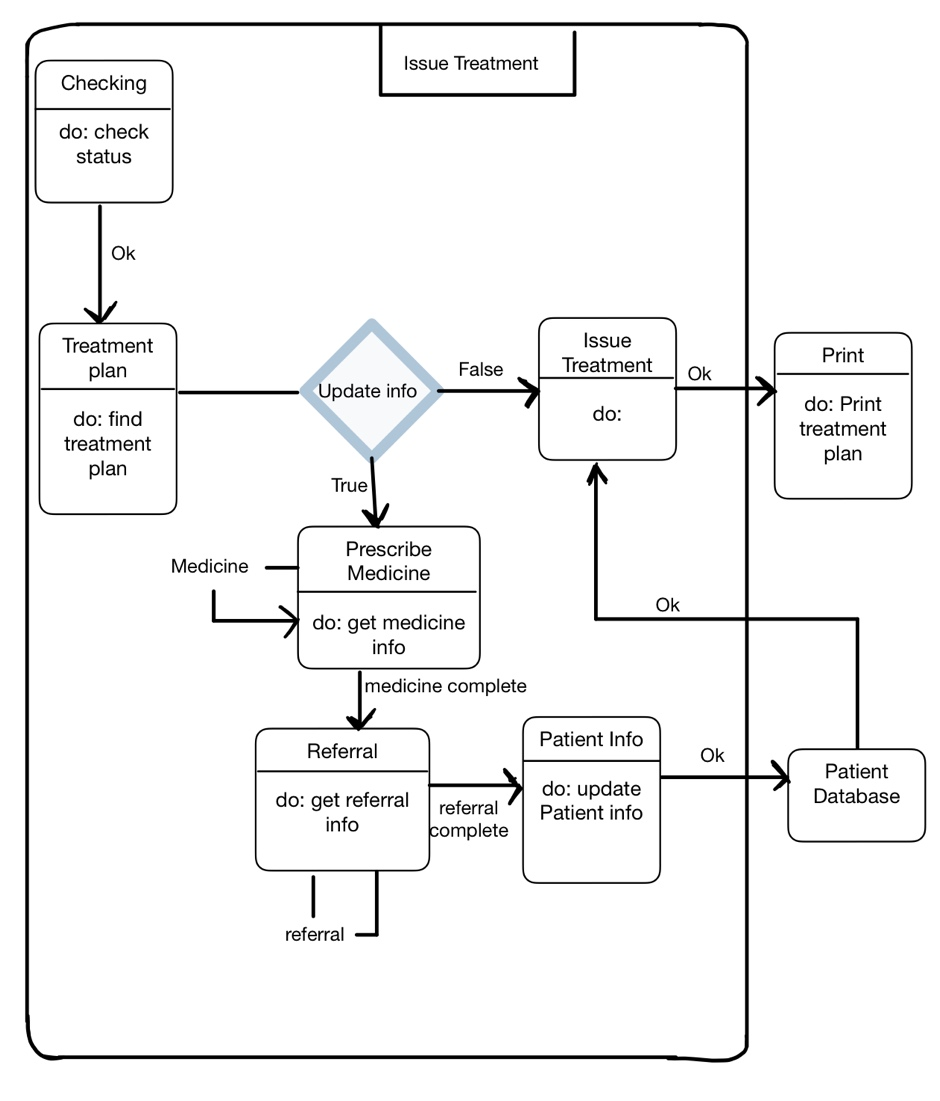 Issue Treatment
Checking
do: check
status
Ok
Treatment
plan
do: find
treatment
plan
Update info
False
Issue
Treatment
do:
Ok
Print
do: Print
treatment
plan
True
Prescribe
Medicine
do: get medicine
info
Medicine
Ok
medicine complete
Referral
do: get referral
info
referral
complete
Patient Info
do: update
Patient info
Ok
Patient
Database
referral